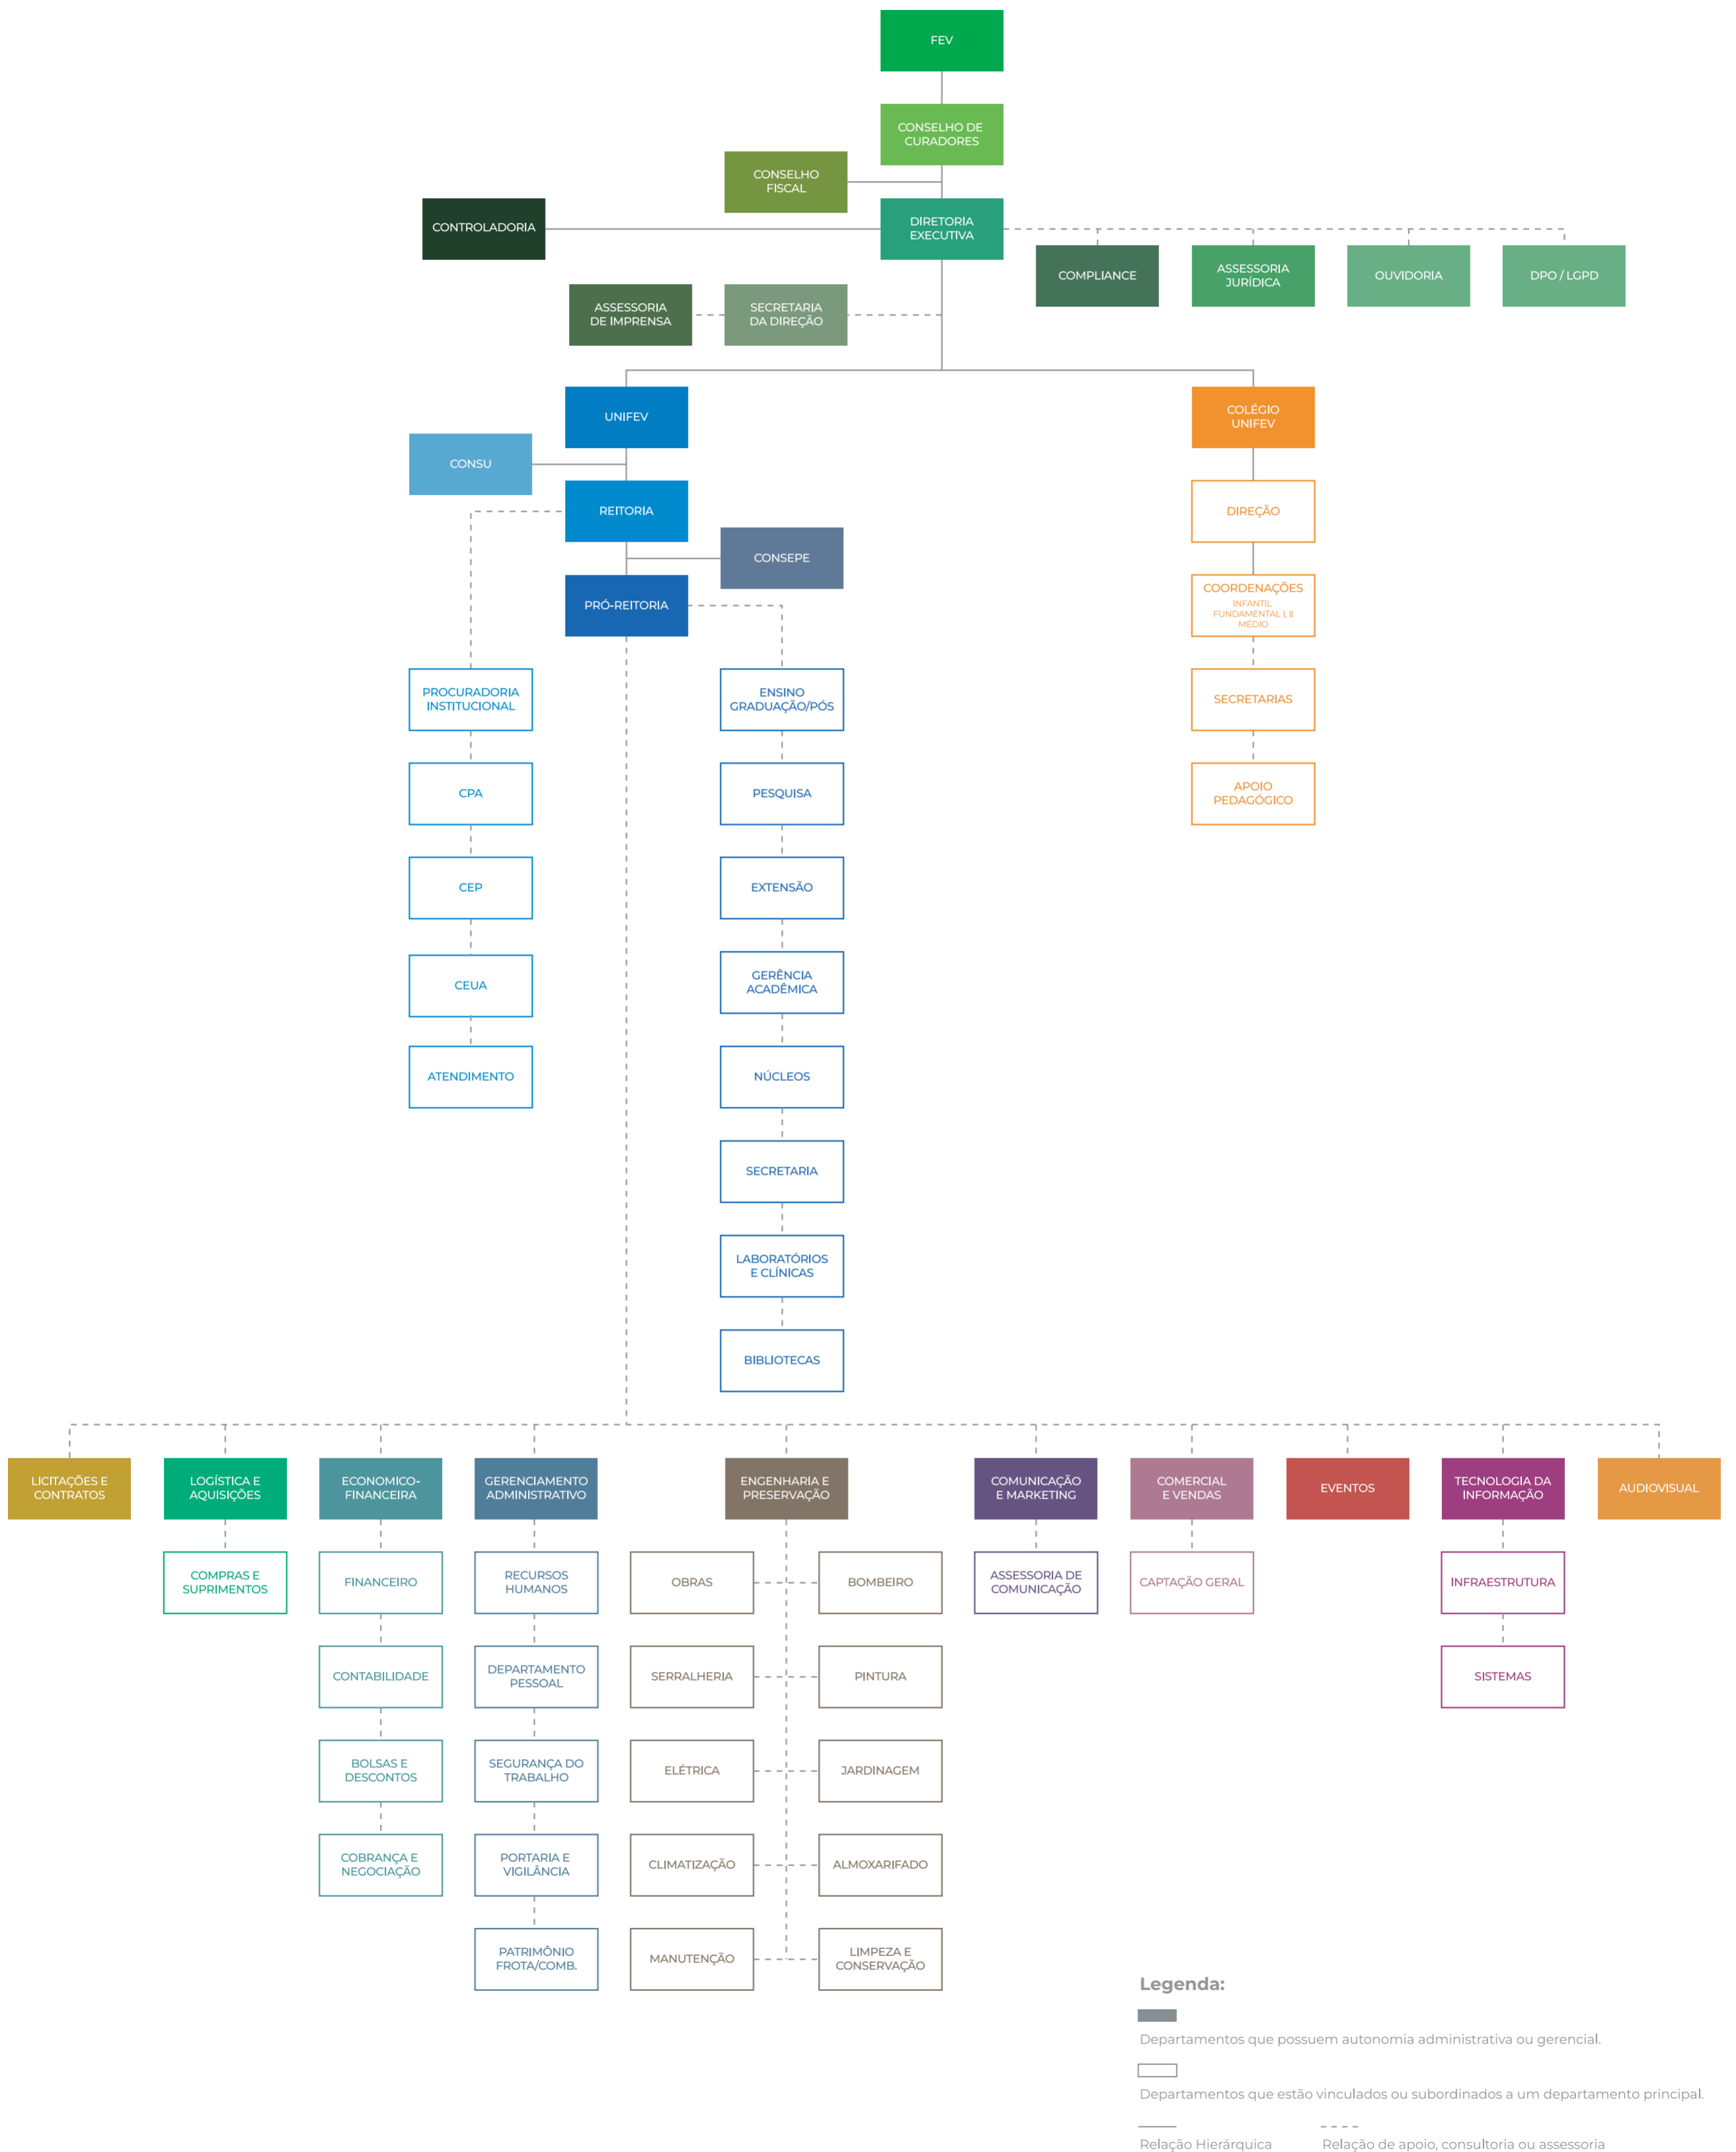 FEV
CONSELHO DE
CURADORES
CONSELHO
FISCAL
CONTROLADORIA
DIRETORIA
EXECUTIVA
COMPLIANCE
ASSESSORIA
JURÍDICA
OUVIDORIA
DPO / LGPD
ASSESSORIA
DE IMPRENSA
SECRETARIA
DA DIREÇÃO
UNIFEV
COLÉGIO
UNIFEV
CONSU
REITORIA
DIREÇÃO
CONSEPE
PRÓ-REITORIA
COORDENAÇÕES
INFANTIL
FUNDAMENTAL I, II
MÉDIO
PROCURADORIA
INSTITUCIONAL
ENSINO
GRADUAÇÃO/PÓS
SECRETARIAS
CPA
PESQUISA
APOIO
PEDAGÓGICO
CEP
EXTENSÃO
CEUA
GERÊNCIA
ACADÊMICA
ATENDIMENTO
NÚCLEOS
SECRETARIA
LABORATÓRIOS
E CLÍNICAS
BIBLIOTECAS
LICITAÇÕES E
CONTRATOS
LOGÍSTICA E
AQUISIÇÕES
ECONOMICO-
FINANCEIRA
GERENCIAMENTO
ADMINISTRATIVO
ENGENHARIA E
PRESERVAÇÃO
COMUNICAÇÃO
E MARKETING
COMERCIAL
E VENDAS
EVENTOS
TECNOLOGIA DA
INFORMAÇÃO
AUDIOVISUAL
COMPRAS E
SUPRIMENTOS
FINANCEIRO
RECURSOS
HUMANOS
OBRAS
BOMBEIRO
ASSESSORIA DE
COMUNICAÇÃO
CAPTAÇÃO GERAL
INFRAESTRUTURA
CONTABILIDADE
DEPARTAMENTO
PESSOAL
SERRALHERIA
PINTURA
SISTEMAS
BOLSAS E
DESCONTOS
SEGURANÇA DO
TRABALHO
ELÉTRICA
JARDINAGEM
COBRANÇA E
NEGOCIAÇÃO
PORTARIA E
VIGILÂNCIA
CLIMATIZAÇÃO
ALMOXARIFADO
PATRIMÔNIO
FROTA/COMB.
MANUTENÇÃO
LIMPEZA E
CONSERVAÇÃO
Legenda:
Departamentos que possuem autonomia administrativa ou gerencial.
Departamentos que estão vinculados ou subordinados a um departamento principal.
Relação Hierárquica
Relação de apoio, consultoria ou assessoria